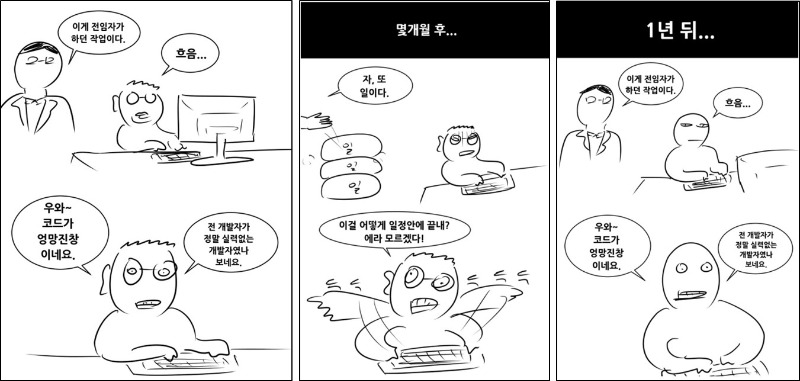 이게 전임자가
하던 작업이다.
흐음...
우와~
코드가
엉망진창
이네요.
전 개발자가
정말 실력없는
개발자였나
보네요.
몇개월 후...
자, 또
일이다.
일
일
일
이걸 어떻게 일정안에 끝내?
에라 모르겠다!
1년 뒤...
이게 전임자가
하던 작업이다.
흐음...
우와~
코드가
엉망진창
이네요.
전 개발자가
정말 실력없는
개발자였나
보네요.